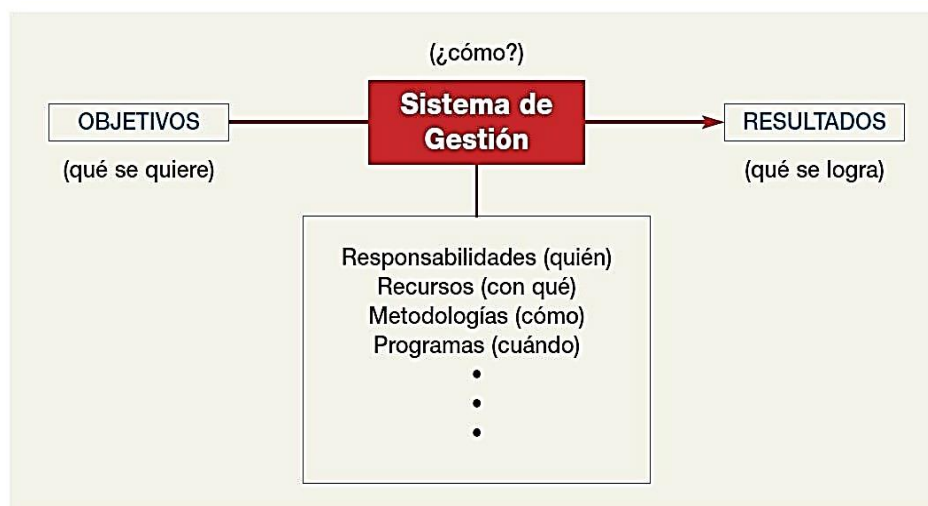 (¿cómo?)
OBJETIVOS
Sistema de
Gestión
RESULTADOS
(qué se quiere)
(qué se logra)
Responsabilidades (quién)
Recursos (con qué)
Metodologías (cómo)
Programas (cuándo)
•
•
•